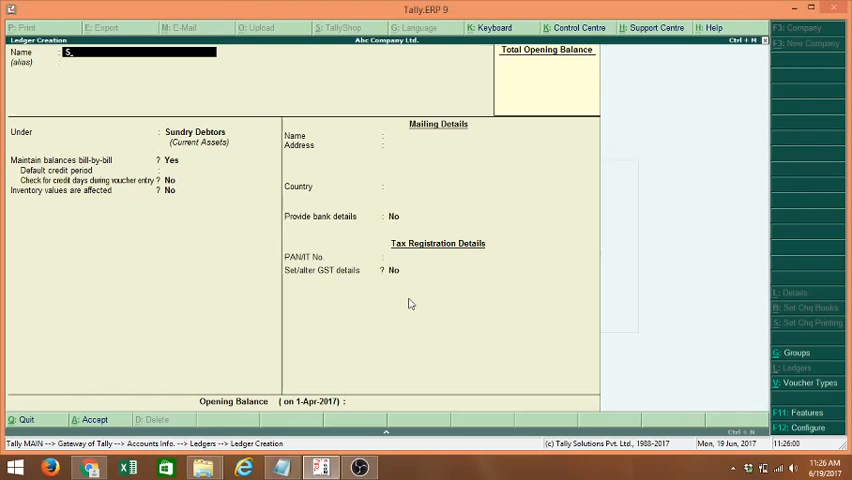 Tally.ERP 9
P: Print
E: Export
M: E-Mail
O: Upload
S: TallyShop
G: Language
K: Keyboard
K: Control Centre
H: Support Centre
H: Help
F3: Company
F3: New Company
Ledger Creation
Abc Company Ltd.
Ctrl + M
Name : S_
(alias) :
Total Opening Balance
Under : Sundry Debtors
(Current Assets)
Maintain balances bill-by-bill ? Yes
Default credit period :
Check for credit days during voucher entry ? No
Inventory values are affected ? No
Mailing Details
Name :
Address :
Country :
Provide bank details : No
Tax Registration Details
PAN/IT No. :
Set/alter GST details ? No
L: Details
B: Set Chq Books
S: Set Chq Printing
G: Groups
L: Ledgers
V: Voucher Types
F11: Features
F12: Configure
Opening Balance ( on 1-Apr-2017) :
Q: Quit
A: Accept
D: Delete
Ctrl + N
Tally MAIN --> Gateway of Tally --> Accounts Info. --> Ledgers --> Ledger Creation
(c) Tally Solutions Pvt. Ltd., 1988-2017
Mon, 19 Jun, 2017
11:26:00
11:26 AM
6/19/2017